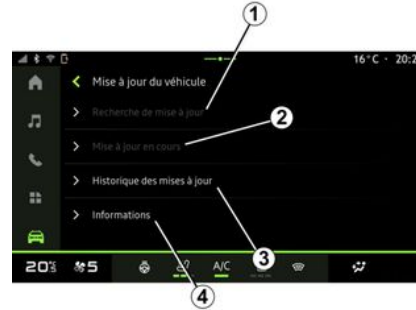 1
16°C · 20:2
Mise à jour du véhicule
Recherche de mise à jour
2
Mise à jour en cours
Historique des mises à jour
Informations
3
20.5 5 A/C
4